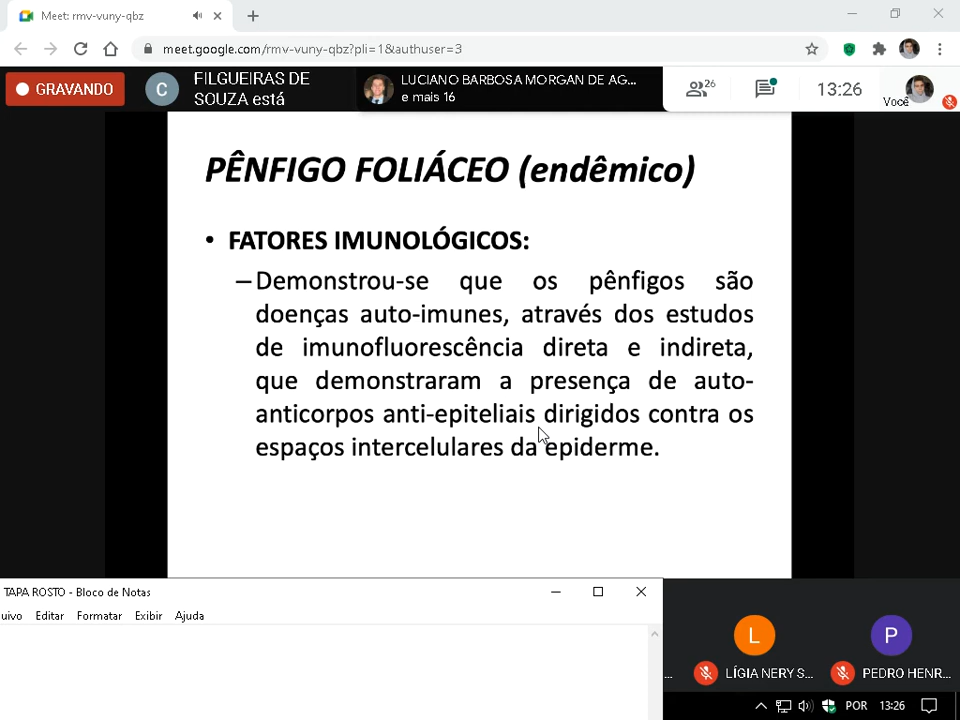 Meet: rmv-vuny-qbz
meet.google.com/rmv-vuny-qbz?pli=1&authuser=3
GRAVANDO
C
FILGUEIRAS DE
SOUZA está
LUCIANO BARBOSA MORGAN DE AG...
e mais 16
26
13:26
Você
PÊNFIGO FOLIÁCEO (endêmico)
• FATORES IMUNOLÓGICOS:
– Demonstrou-se que os pênfigos são
doenças auto-imunes, através dos estudos
de imunofluorescência direta e indireta,
que demonstraram a presença de auto-
anticorpos anti-epiteliais dirigidos contra os
espaços intercelulares da epiderme.
TAPA ROSTO - Bloco de Notas
uivo Editar Formatar Exibir Ajuda
L
P
... LÍGIA NERY S... PEDRO HENR...
POR 13:26